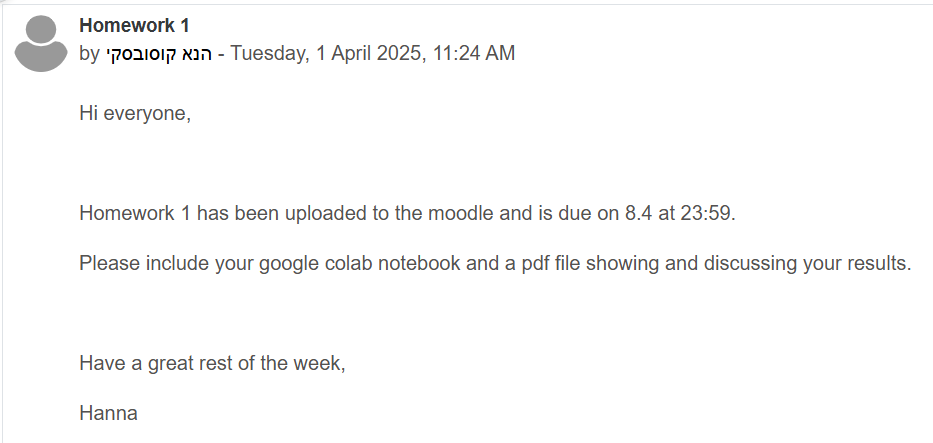 Homework 1
by הנא קוסובסקי - Tuesday, 1 April 2025, 11:24 AM
Hi everyone,
Homework 1 has been uploaded to the moodle and is due on 8.4 at 23:59.
Please include your google colab notebook and a pdf file showing and discussing your results.
Have a great rest of the week,
Hanna